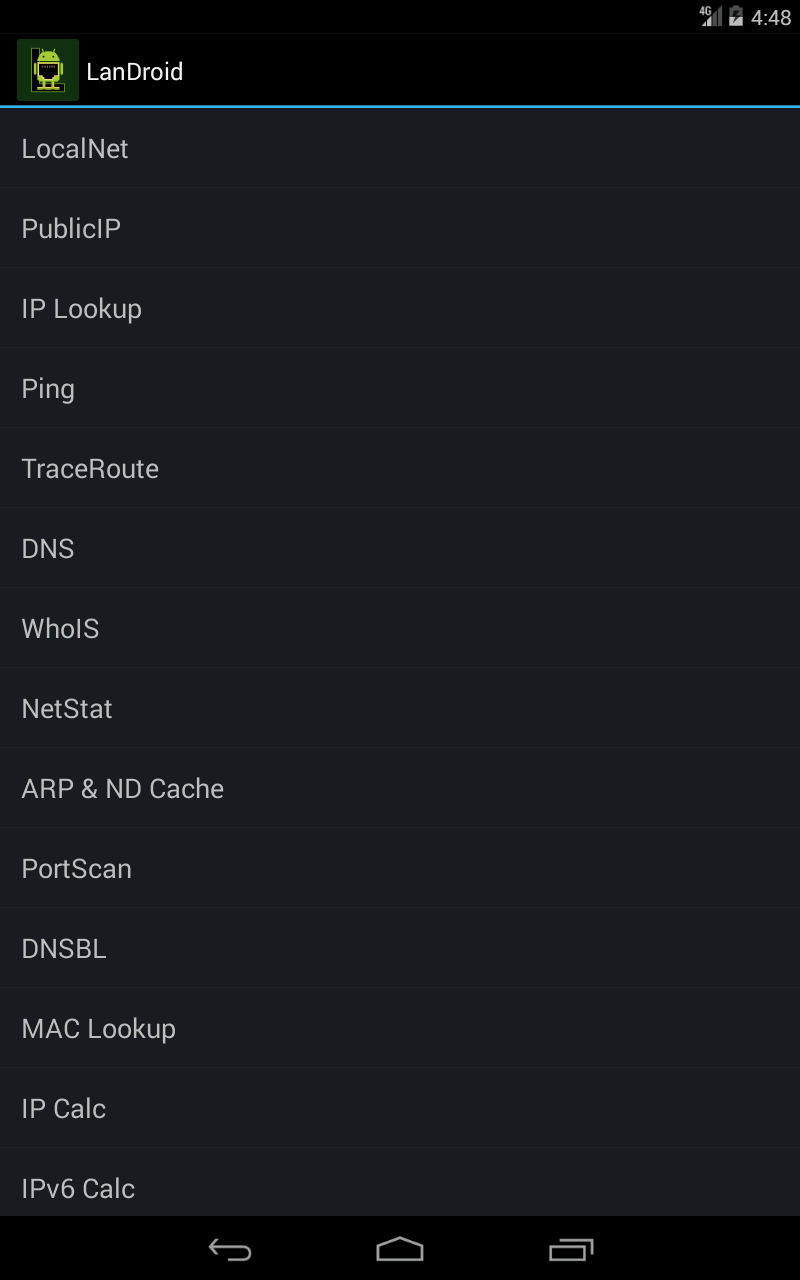 4G 4:48
LanDroid
LocalNet
PublicIP
IP Lookup
Ping
TraceRoute
DNS
WhoIS
NetStat
ARP & ND Cache
PortScan
DNSBL
MAC Lookup
IP Calc
IPv6 Calc